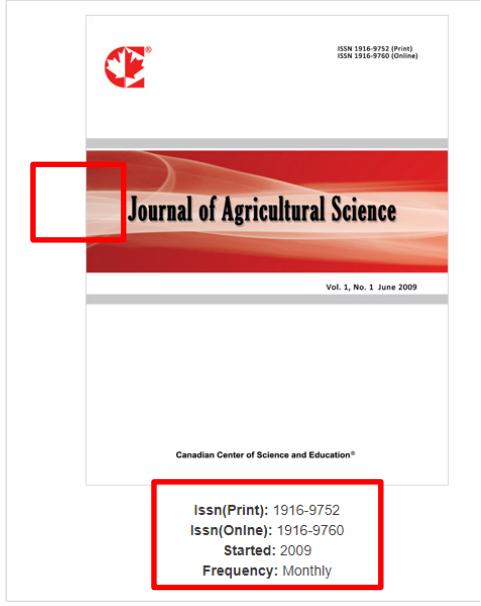 ISSN 1916-9752 (Print)
ISSN 1916-9760 (Online)
Journal of Agricultural Science
Vol. 1, No. 1 June 2009
Canadian Center of Science and Education®
Issn(Print): 1916-9752
Issn(Onlne): 1916-9760
Started: 2009
Frequency: Monthly